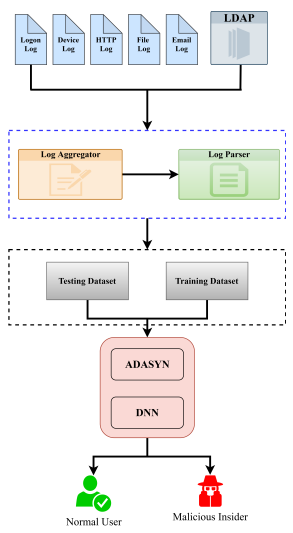 LDAP
Logon
Log
Device
Log
HTTP
Log
File
Log
Email
Log
Log Aggregator
Log Parser
Testing Dataset
Training Dataset
ADASYN
DNN
Normal User
Malicious Insider